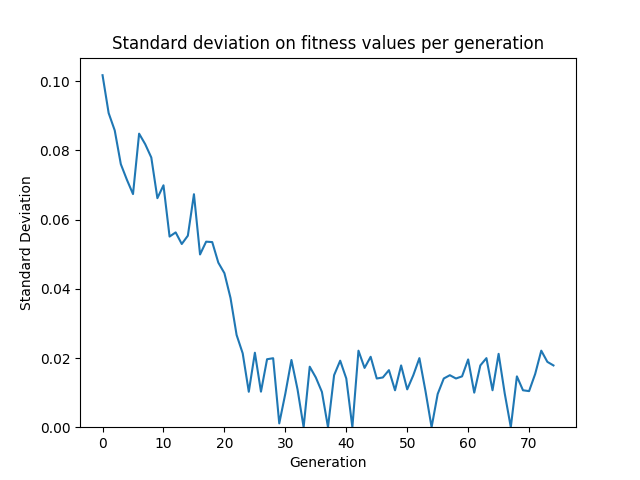 Standard deviation on fitness values per generation
0.10
0.08
0.06
0.04
0.02
0.00
Standard Deviation
0 10 20 30 40 50 60 70
Generation